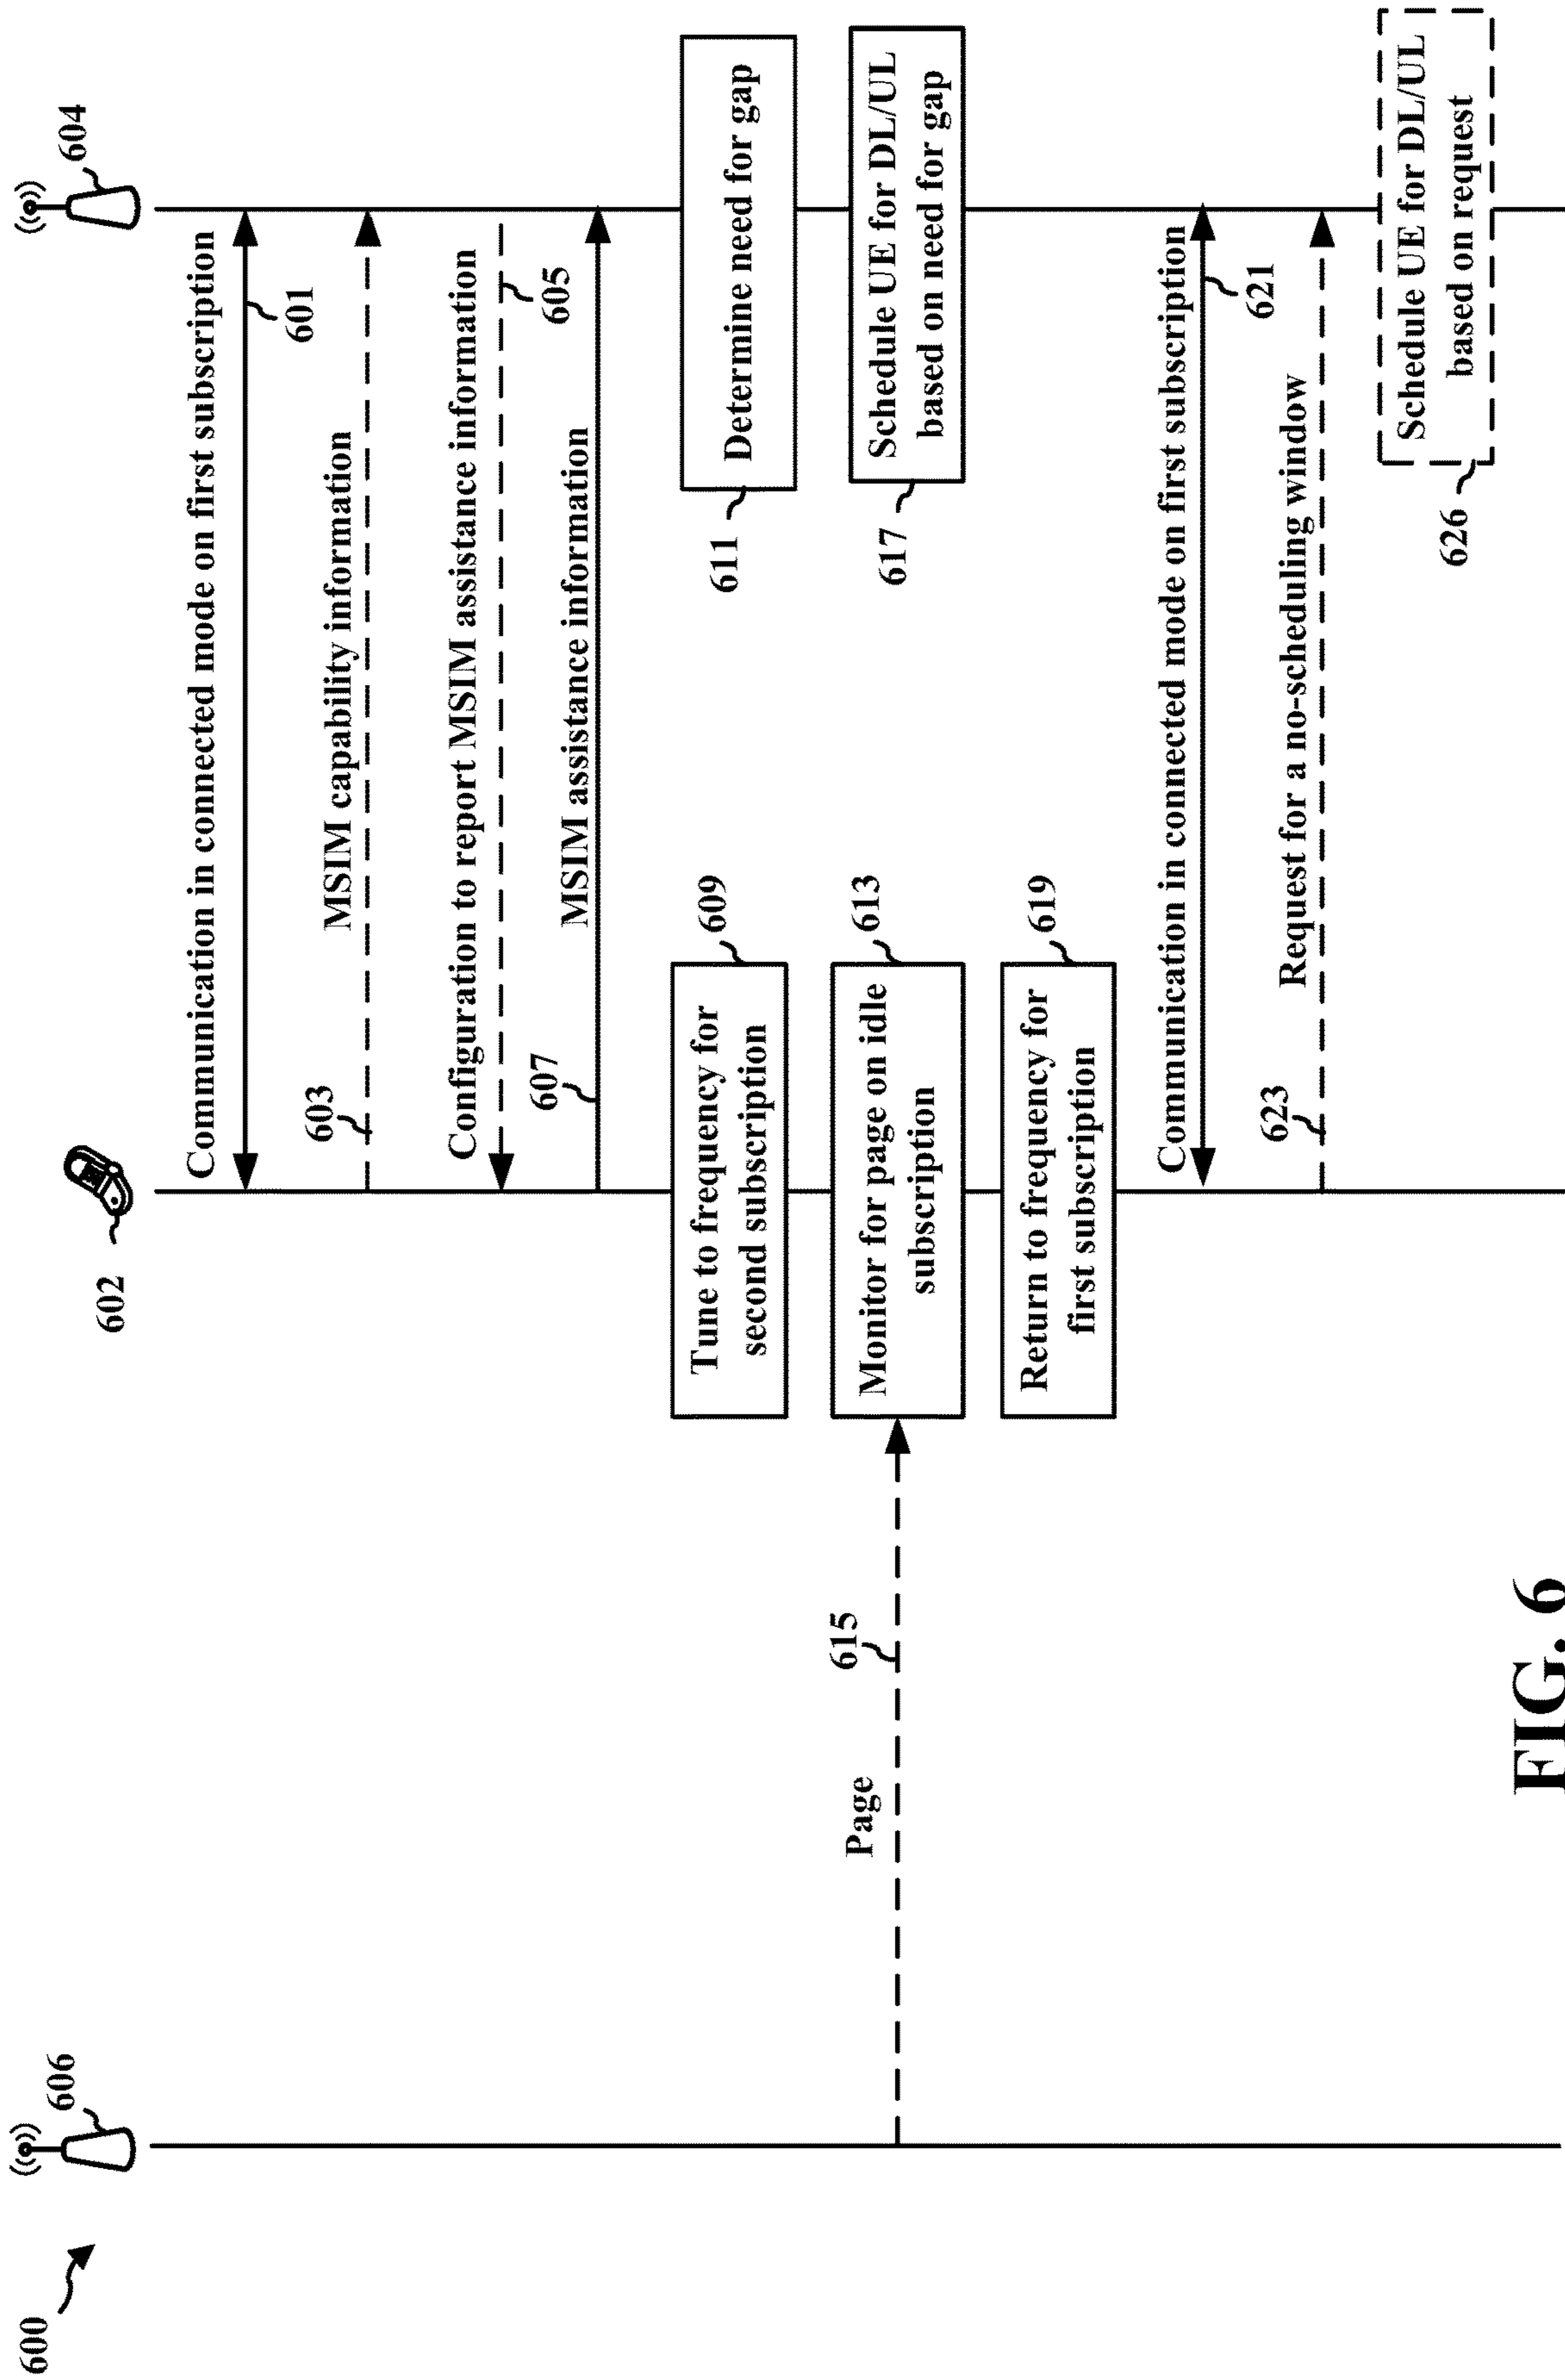 600
606
602
604
Communication in connected mode on first subscription
601
MSIM capability information
603
Configuration to report MSIM assistance information
605
MSIM assistance information
607
Tune to frequency for
second subscription
609
Determine need for gap
611
Monitor for page on idle
subscription
613
Page
615
Schedule UE for DL/UL
based on need for gap
617
Return to frequency for
first subscription
619
Communication in connected mode on first subscription
621
Request for a no-scheduling window
623
Schedule UE for DL/UL
based on request
626
FIG. 6